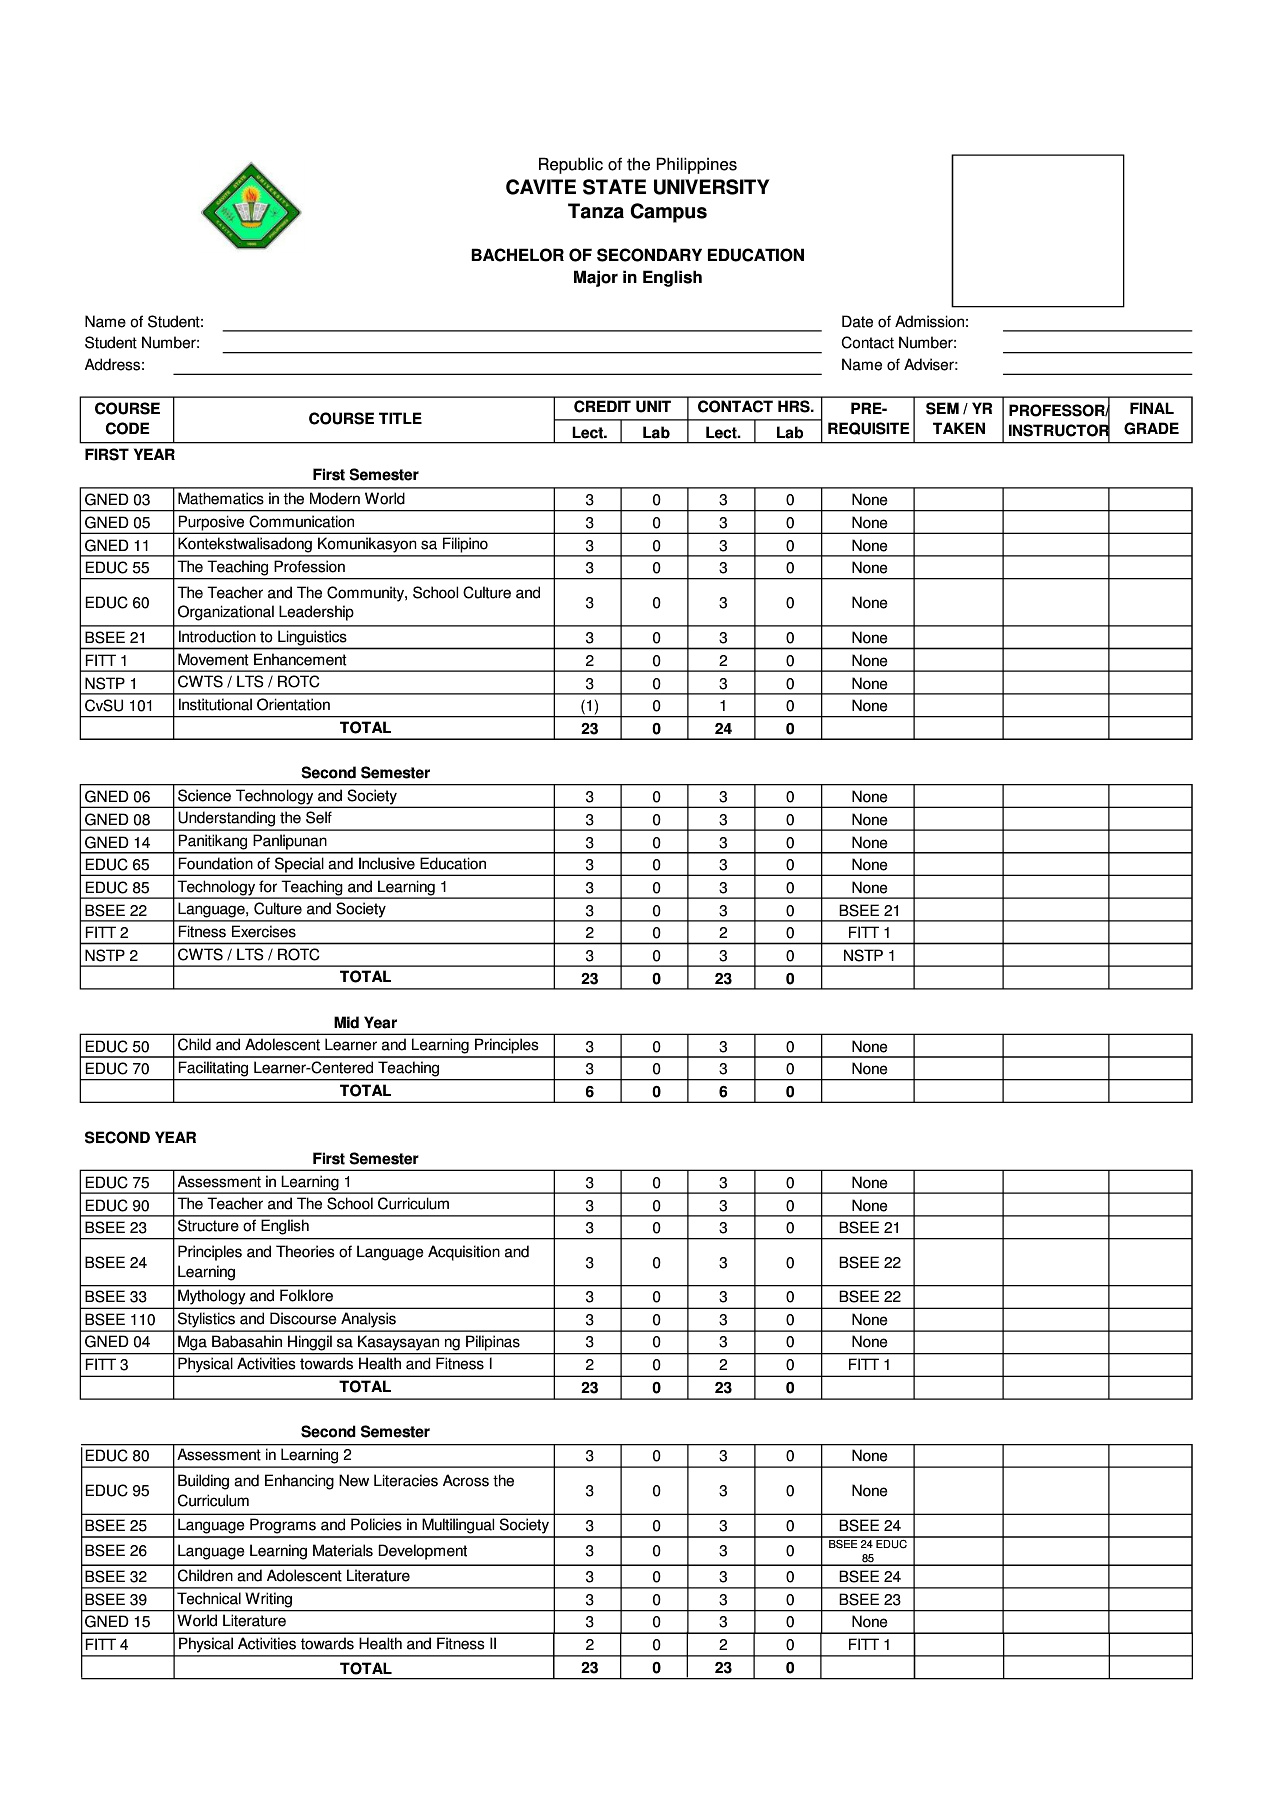 Republic of the Philippines
CAVITE STATE UNIVERSITY
Tanza Campus
BACHELOR OF SECONDARY EDUCATION
Major in English
Name of Student: Date of Admission:
Student Number: Contact Number:
Address: Name of Adviser:
COURSE CODE COURSE TITLE CREDIT UNIT CONTACT HRS. PRE-REQUISITE SEM / YR TAKEN PROFESSOR/ INSTRUCTOR FINAL GRADE
Lect. Lab Lect. Lab
FIRST YEAR
First Semester
GNED 03 Mathematics in the Modern World 3 0 3 0 None
GNED 05 Purposive Communication 3 0 3 0 None
GNED 11 Kontekstwalisadong Komunikasyon sa Filipino 3 0 3 0 None
EDUC 55 The Teaching Profession 3 0 3 0 None
EDUC 60 The Teacher and The Community, School Culture and Organizational Leadership 3 0 3 0 None
BSEE 21 Introduction to Linguistics 3 0 3 0 None
FITT 1 Movement Enhancement 2 0 2 0 None
NSTP 1 CWTS / LTS / ROTC 3 0 3 0 None
CvSU 101 Institutional Orientation (1) 0 1 0 None
TOTAL 23 0 24 0
Second Semester
GNED 06 Science Technology and Society 3 0 3 0 None
GNED 08 Understanding the Self 3 0 3 0 None
GNED 14 Panitikang Panlipunan 3 0 3 0 None
EDUC 65 Foundation of Special and Inclusive Education 3 0 3 0 None
EDUC 85 Technology for Teaching and Learning 1 3 0 3 0 None
BSEE 22 Language, Culture and Society 3 0 3 0 BSEE 21
FITT 2 Fitness Exercises 2 0 2 0 FITT 1
NSTP 2 CWTS / LTS / ROTC 3 0 3 0 NSTP 1
TOTAL 23 0 23 0
Mid Year
EDUC 50 Child and Adolescent Learner and Learning Principles 3 0 3 0 None
EDUC 70 Facilitating Learner-Centered Teaching 3 0 3 0 None
TOTAL 6 0 6 0
SECOND YEAR
First Semester
EDUC 75 Assessment in Learning 1 3 0 3 0 None
EDUC 90 The Teacher and The School Curriculum 3 0 3 0 None
BSEE 23 Structure of English 3 0 3 0 BSEE 21
BSEE 24 Principles and Theories of Language Acquisition and Learning 3 0 3 0 BSEE 22
BSEE 33 Mythology and Folklore 3 0 3 0 BSEE 22
BSEE 110 Stylistics and Discourse Analysis 3 0 3 0 None
GNED 04 Mga Babasahin Hinggil sa Kasaysayan ng Pilipinas 3 0 3 0 None
FITT 3 Physical Activities towards Health and Fitness I 2 0 2 0 FITT 1
TOTAL 23 0 23 0
Second Semester
EDUC 80 Assessment in Learning 2 3 0 3 0 None
EDUC 95 Building and Enhancing New Literacies Across the Curriculum 3 0 3 0 None
BSEE 25 Language Programs and Policies in Multilingual Society 3 0 3 0 BSEE 24
BSEE 26 Language Learning Materials Development 3 0 3 0 BSEE 24 EDUC 85
BSEE 32 Children and Adolescent Literature 3 0 3 0 BSEE 24
BSEE 39 Technical Writing 3 0 3 0 BSEE 23
GNED 15 World Literature 3 0 3 0 None
FITT 4 Physical Activities towards Health and Fitness II 2 0 2 0 FITT 1
TOTAL 23 0 23 0